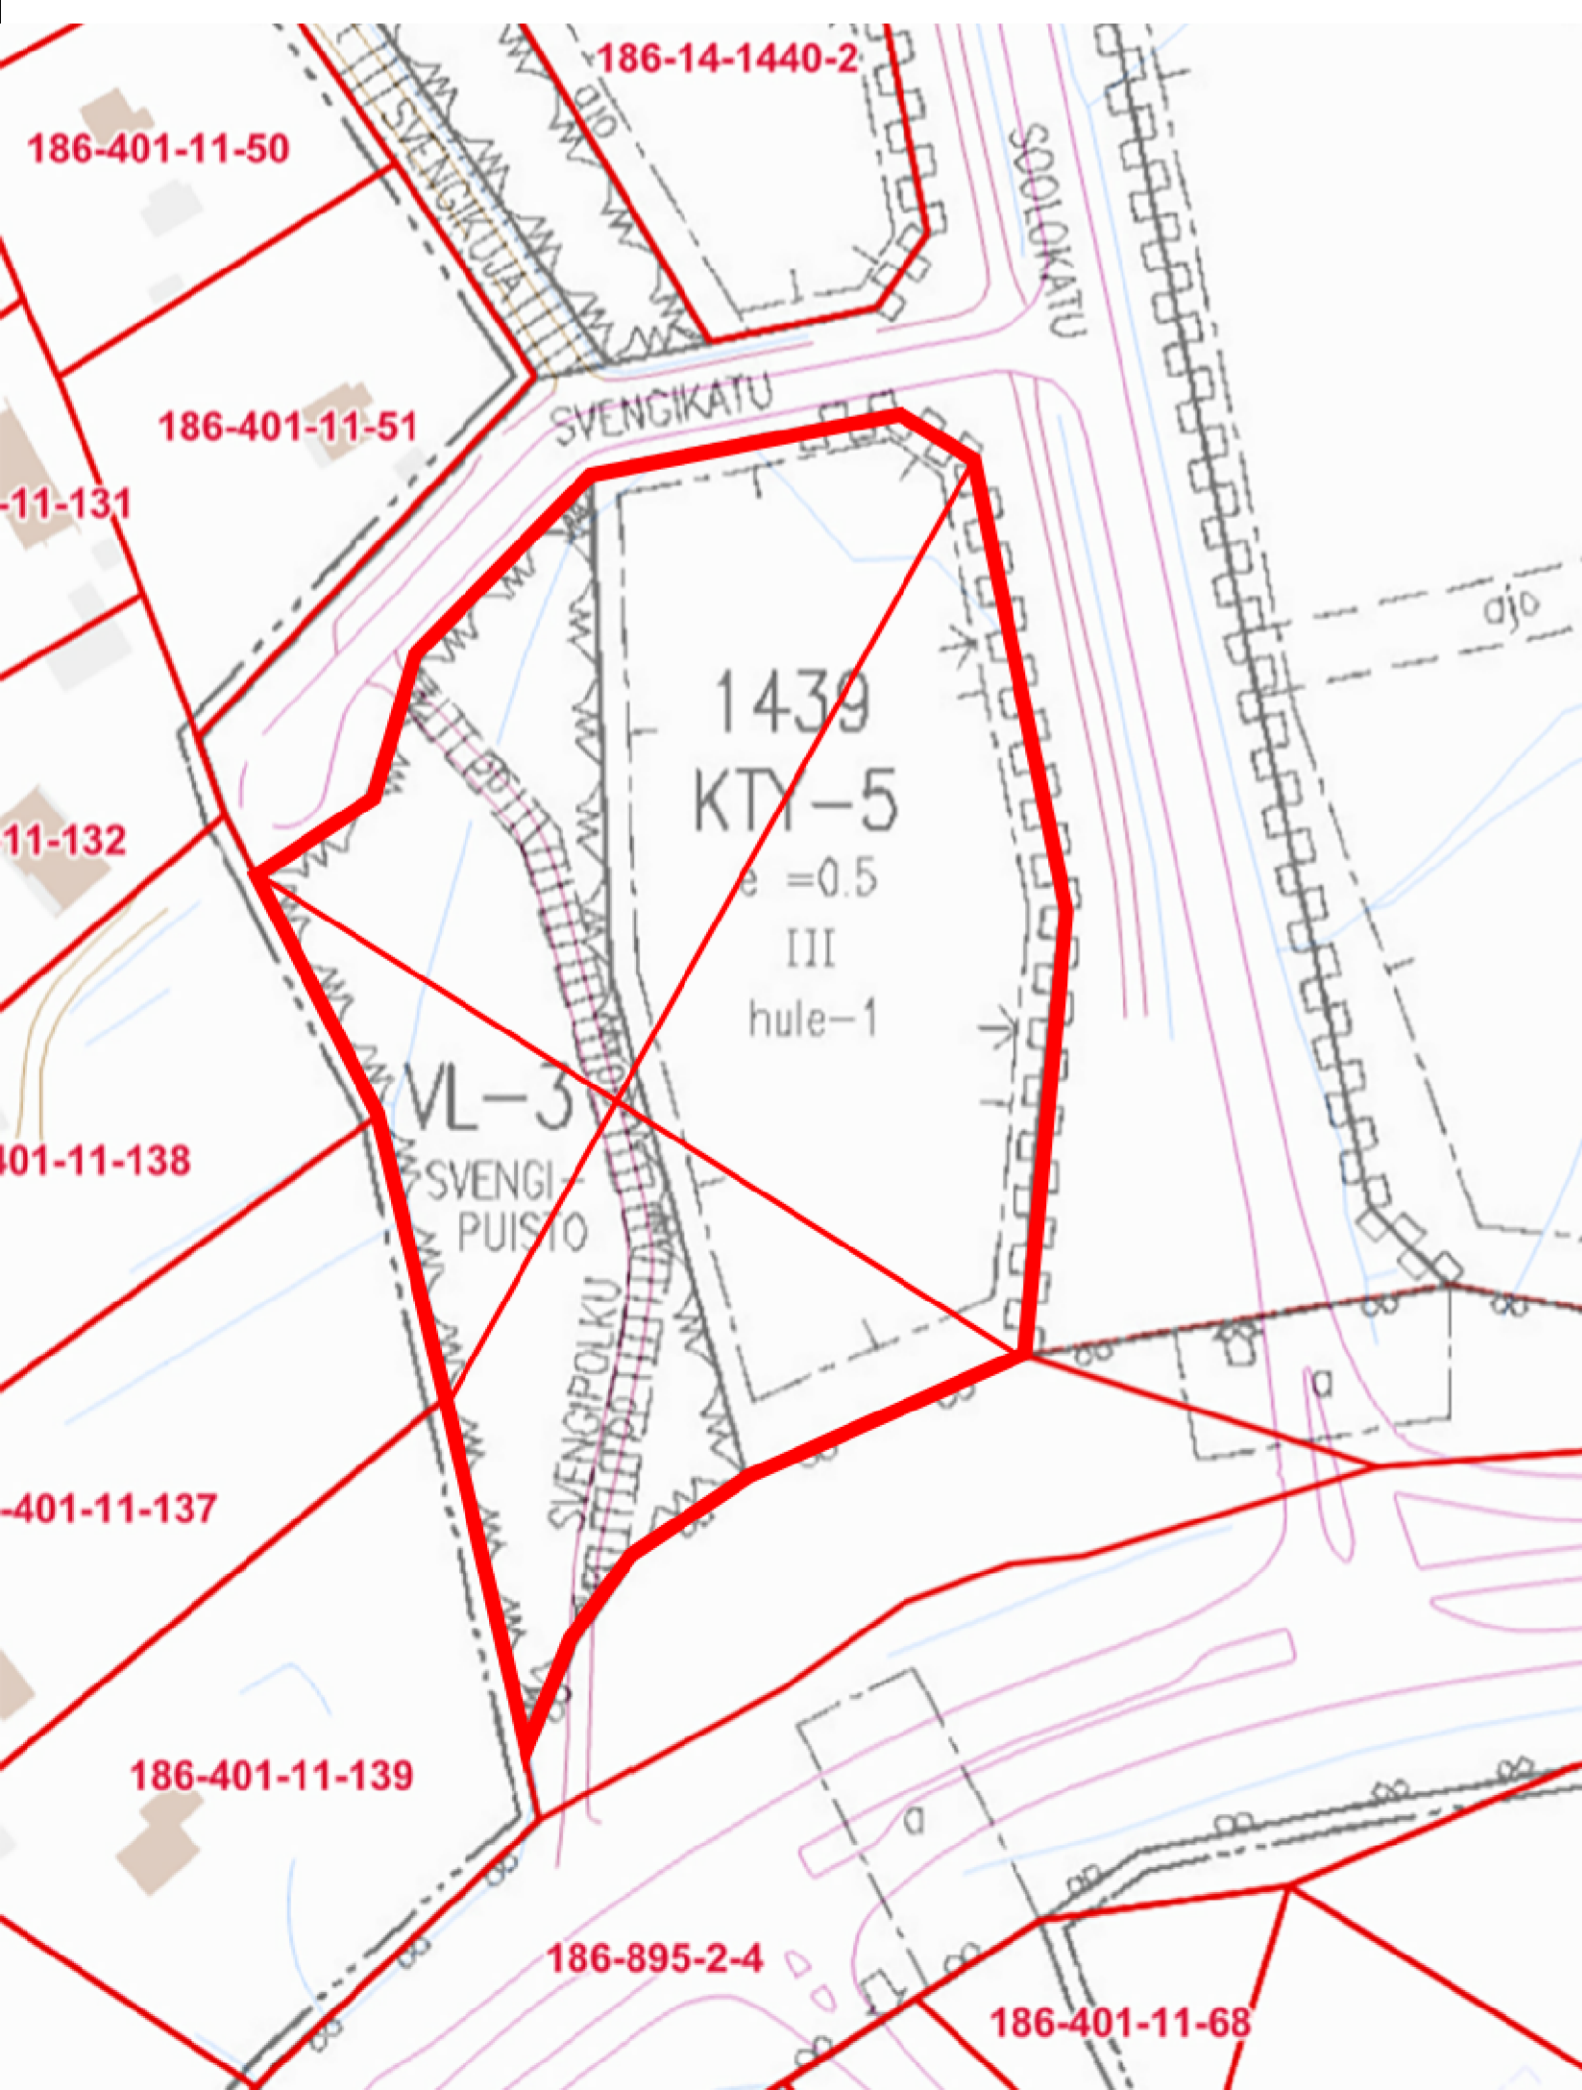 186-14-1440-2
ajo
186-401-11-50
SVENGIKUJA
SOOLOKATU
SVENGIKATU
186-401-11-51
-11-131
ajo
1439
KTY-5
e =0.5
III
hule-1
11-132
VL-3
SVENGI-
PUISTO
401-11-138
SVENGIPOLKU
a
-401-11-137
186-401-11-139
a
186-895-2-4
186-401-11-68